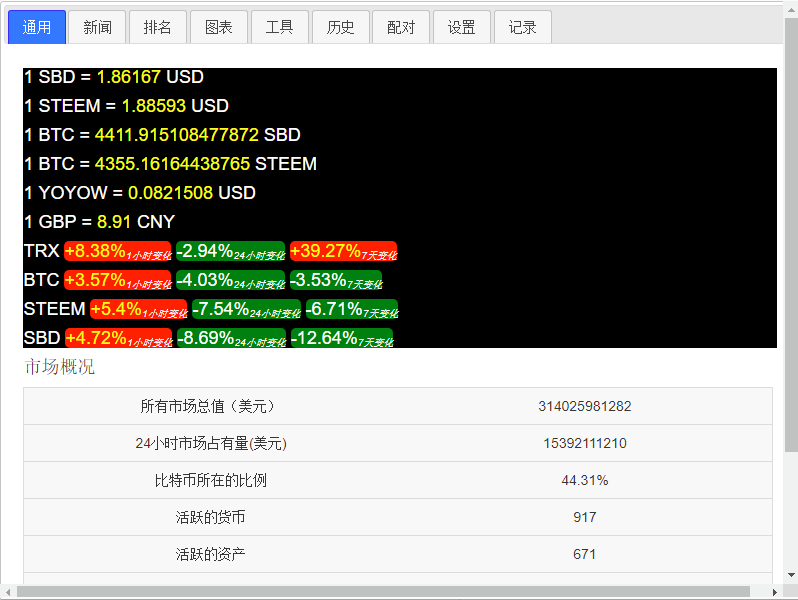 通用 新闻 排名 图表 工具 历史 配对 设置 记录
1 SBD = 1.86167 USD
1 STEEM = 1.88593 USD
1 BTC = 4411.915108477872 SBD
1 BTC = 4355.16164438765 STEEM
1 YOYOW = 0.0821508 USD
1 GBP = 8.91 CNY
TRX +8.38%1小时变化 -2.94%24小时变化 +39.27%7天变化
BTC +3.57%1小时变化 -4.03%24小时变化 -3.53%7天变化
STEEM +5.4%1小时变化 -7.54%24小时变化 -6.71%7天变化
SBD +4.72%1小时变化 -8.69%24小时变化 -12.64%7天变化
市场概况
所有市场总值（美元） 314025981282
24小时市场占有量(美元) 15392111210
比特币所在的比例 44.31%
活跃的货币 917
活跃的资产 671